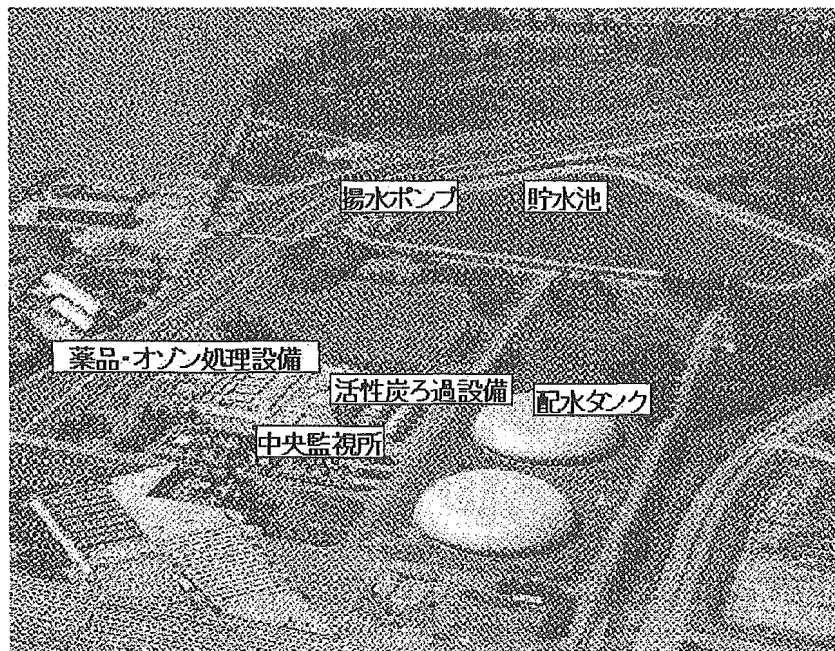 揚水ポンプ
貯水池
薬品・オゾン処理設備
活性炭ろ過設備
配水タンク
中央監視所